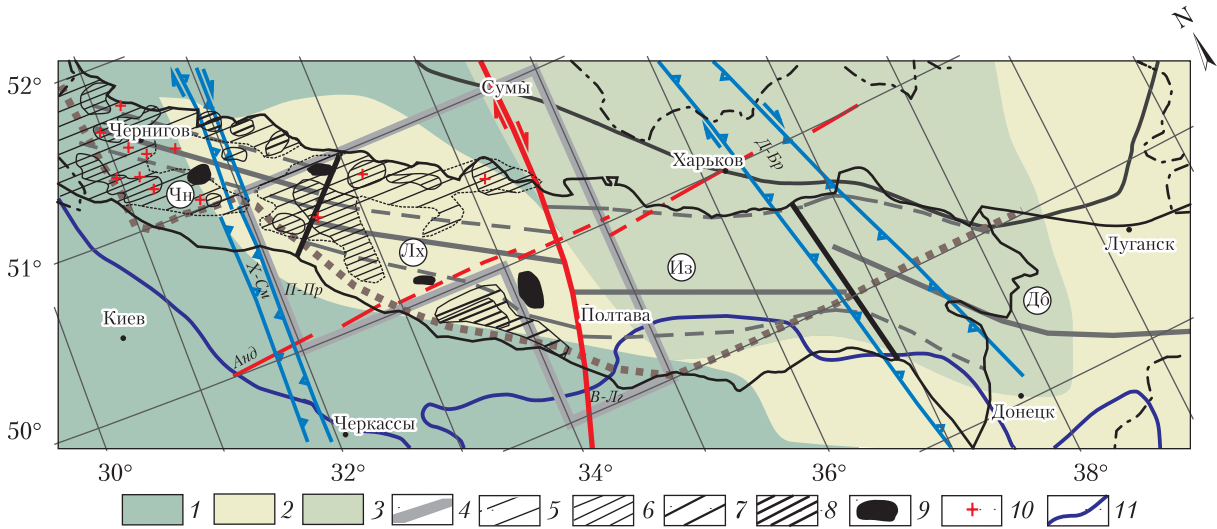 N
52°
Сумы
Чернигов
Харьков
Д-Бр
Чн
Лх
Луганск
51°
Х-См
Из
П-Пр
Дб
Киев
Полтава
Анд
В-Лг
Черкассы
Донецк
50°
30° 32° 34° 36° 38°
1 2 3 4 5 6 7 8 9 10 11